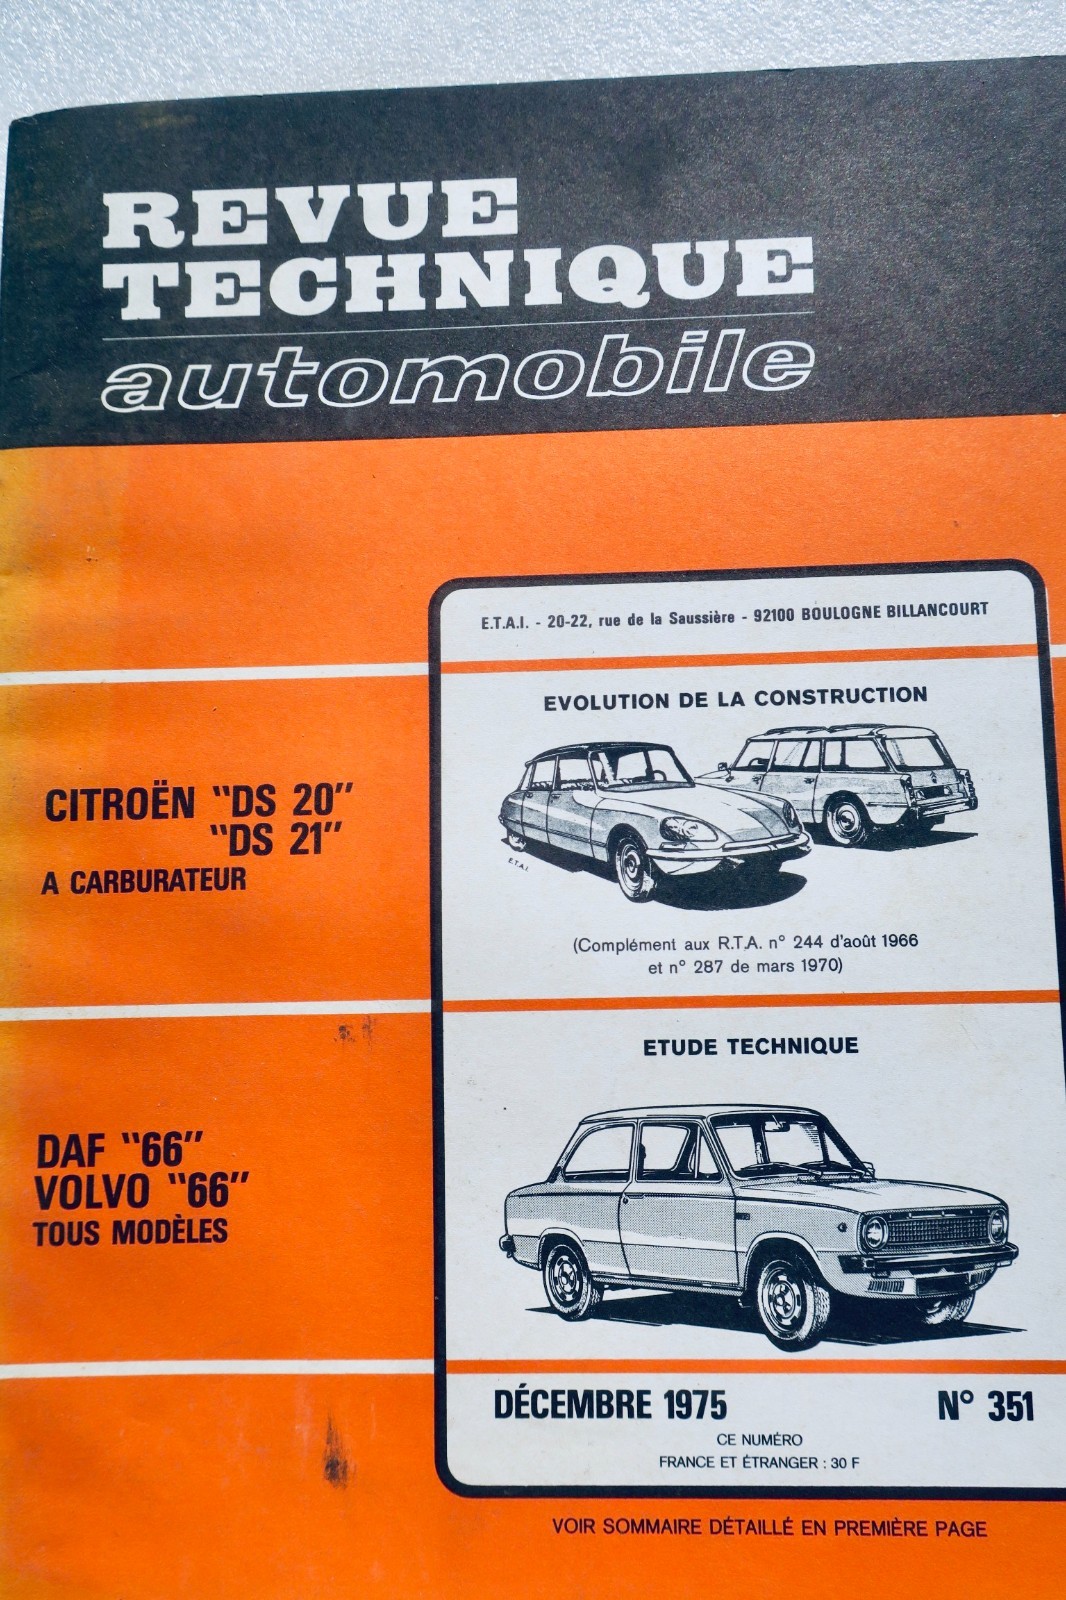 REVUE
TECHNIQUE
automobile
E.T.A.I. - 20-22, rue de la Saussière - 92100 BOULOGNE BILLANCOURT
EVOLUTION DE LA CONSTRUCTION
CITROËN "DS 20"
"DS 21"
A CARBURATEUR
E.T.A.I.
(Complément aux R.T.A. n° 244 d'août 1966
et n° 287 de mars 1970)
ETUDE TECHNIQUE
DAF "66"
VOLVO "66"
TOUS MODÈLES
DÉCEMBRE 1975 N° 351
CE NUMÉRO
FRANCE ET ÉTRANGER : 30 F
VOIR SOMMAIRE DÉTAILLÉ EN PREMIÈRE PAGE